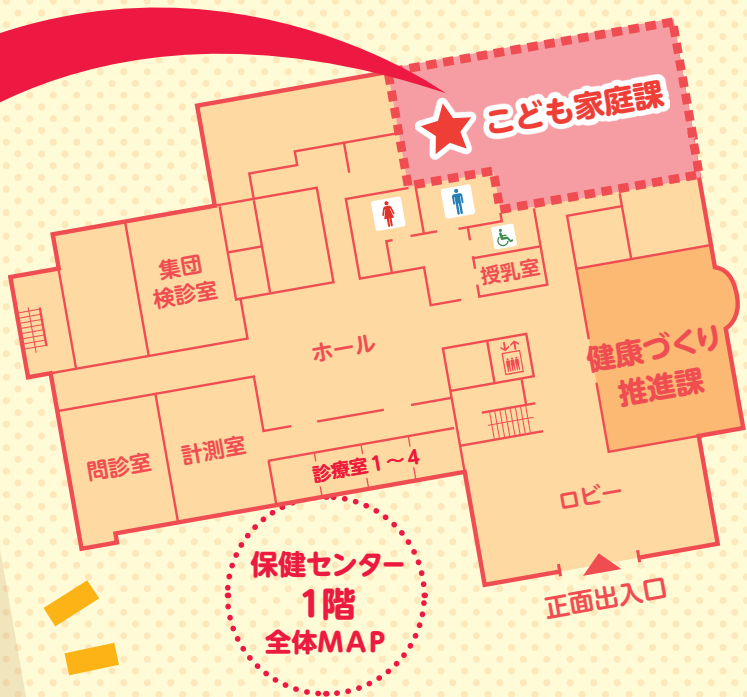 こども家庭課
集団
検診室
授乳室
ホール
健康づくり
推進課
問診室
計測室
診療室1～4
ロビー
保健センター
1階
全体MAP
正面出入口